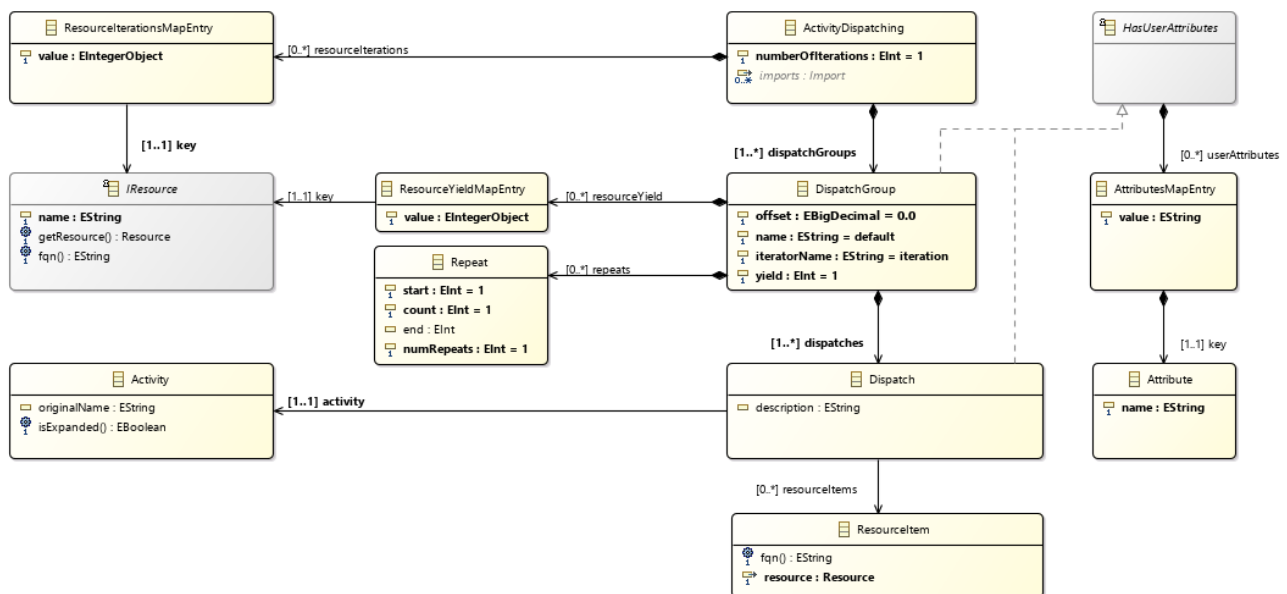 ResourceIterationsMapEntry
value : EIntegerObject
[0..*] resourceIterations
ActivityDispatching
numberOfIterations : EInt = 1
0..* imports : Import
HasUserAttributes
[1..1] key
[1..*] dispatchGroups
[0..*] userAttributes
IResource
name : EString
getResource() : Resource
fqn() : EString
[1..1] key
ResourceYieldMapEntry
value : EIntegerObject
[0..*] resourceYield
DispatchGroup
offset : EBigDecimal = 0.0
name : EString = default
iteratorName : EString = iteration
yield : EInt = 1
AttributesMapEntry
value : EString
Repeat
start : EInt = 1
count : EInt = 1
end : EInt
numRepeats : EInt = 1
[0..*] repeats
[1..*] dispatches
[1..1] key
Activity
originalName : EString
isExpanded() : EBoolean
[1..1] activity
Dispatch
description : EString
Attribute
name : EString
[0..*] resourceItems
ResourceItem
fqn() : EString
resource : Resource